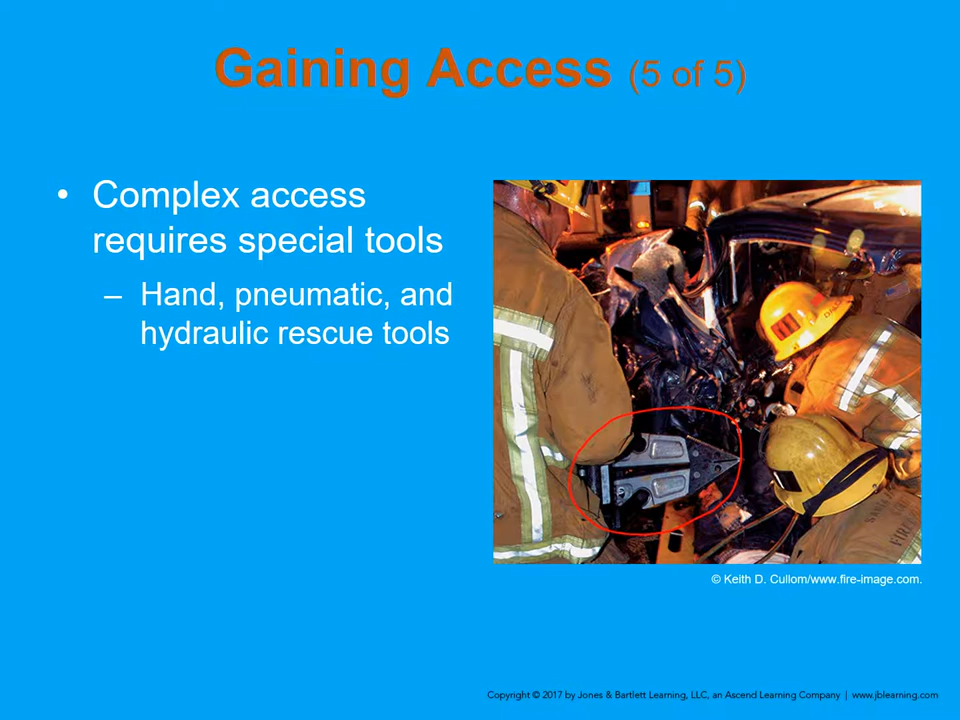 Gaining Access (5 of 5)
• Complex access
requires special tools
– Hand, pneumatic, and
hydraulic rescue tools
© Keith D. Cullom/www.fire-image.com.
Copyright © 2017 by Jones & Bartlett Learning, LLC, an Ascend Learning Company | www.jblearning.com